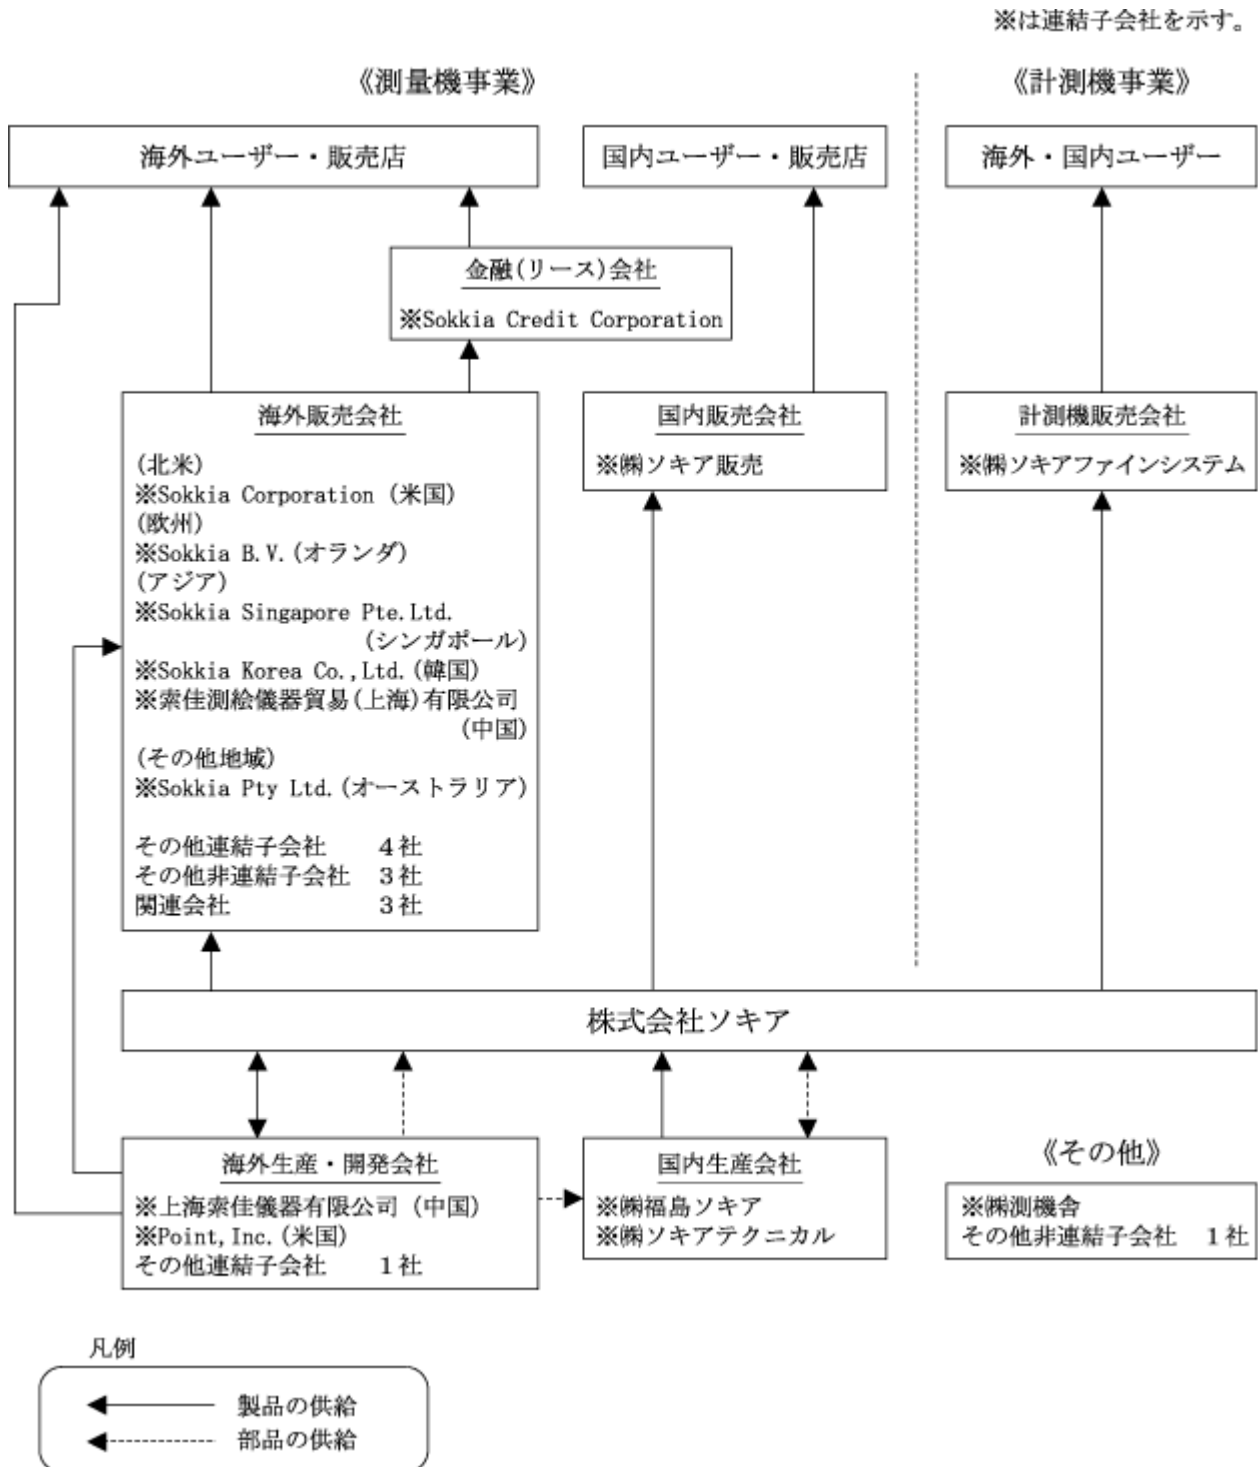 ※は連結子会社を示す。
《測量機事業》
《計測機事業》
海外ユーザー・販売店
国内ユーザー・販売店
海外・国内ユーザー
金融(リース)会社
※Sokkia Credit Corporation
海外販売会社
(北米)
※Sokkia Corporation (米国)
(欧州)
※Sokkia B.V.(オランダ)
(アジア)
※Sokkia Singapore Pte.Ltd.
(シンガポール)
※Sokkia Korea Co.,Ltd.(韓国)
※索佳測絵儀器貿易(上海)有限公司
(中国)
(その他地域)
※Sokkia Pty Ltd.(オーストラリア)
その他連結子会社 4社
その他非連結子会社 3社
関連会社 3社
国内販売会社
※㈱ソキア販売
計測機販売会社
※㈱ソキアファインシステム
株式会社ソキア
海外生産・開発会社
※上海索佳儀器有限公司 (中国)
※Point,Inc.(米国)
その他連結子会社 1社
国内生産会社
※㈱福島ソキア
※㈱ソキアテクニカル
《その他》
※㈱測機舎
その他非連結子会社 1社
凡例
製品の供給
部品の供給